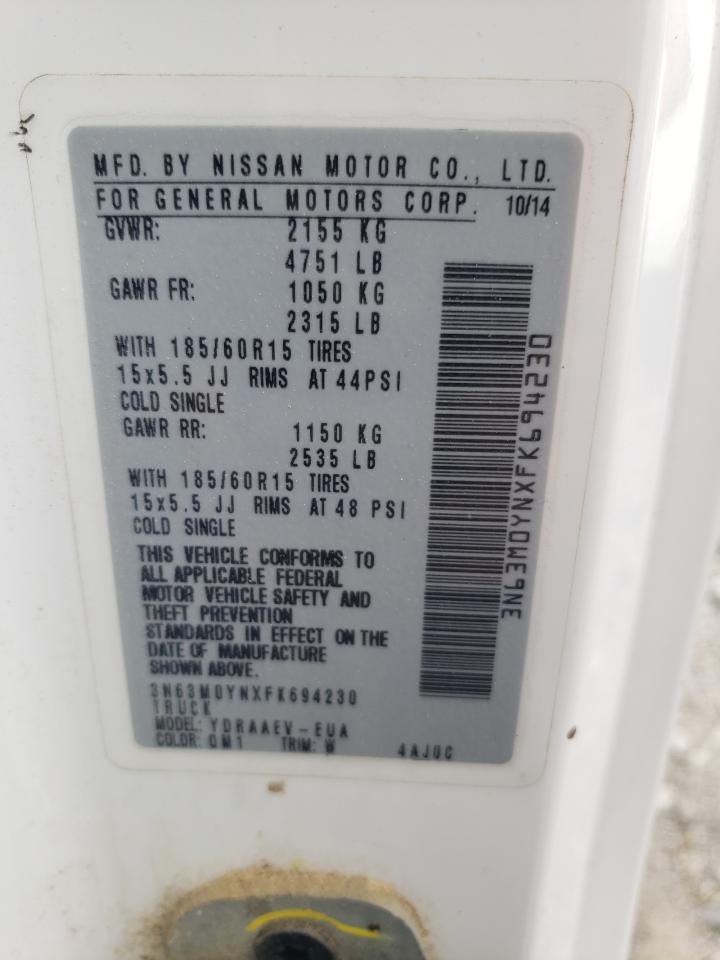 MFD. BY NISSAN MOTOR CO., LTD.
FOR GENERAL MOTORS CORP. 10/14
GVWR: 2155 KG
4751 LB
GAWR FR: 1050 KG
2315 LB
WITH 185/60R15 TIRES
15x5.5 JJ RIMS AT 44PSI
COLD SINGLE
GAWR RR: 1150 KG
2535 LB
WITH 185/60R15 TIRES
15x5.5 JJ RIMS AT 48 PSI
COLD SINGLE
THIS VEHICLE CONFORMS TO
ALL APPLICABLE FEDERAL
MOTOR VEHICLE SAFETY AND
THEFT PREVENTION
STANDARDS IN EFFECT ON THE
DATE OF MANUFACTURE
SHOWN ABOVE.
3N63M0YNXFK694230
TRUCK
MODEL: YDRAAEV-EUA
COLOR: QM1 TRIM: W 4AJ0C
3N63M0YNXFK694230